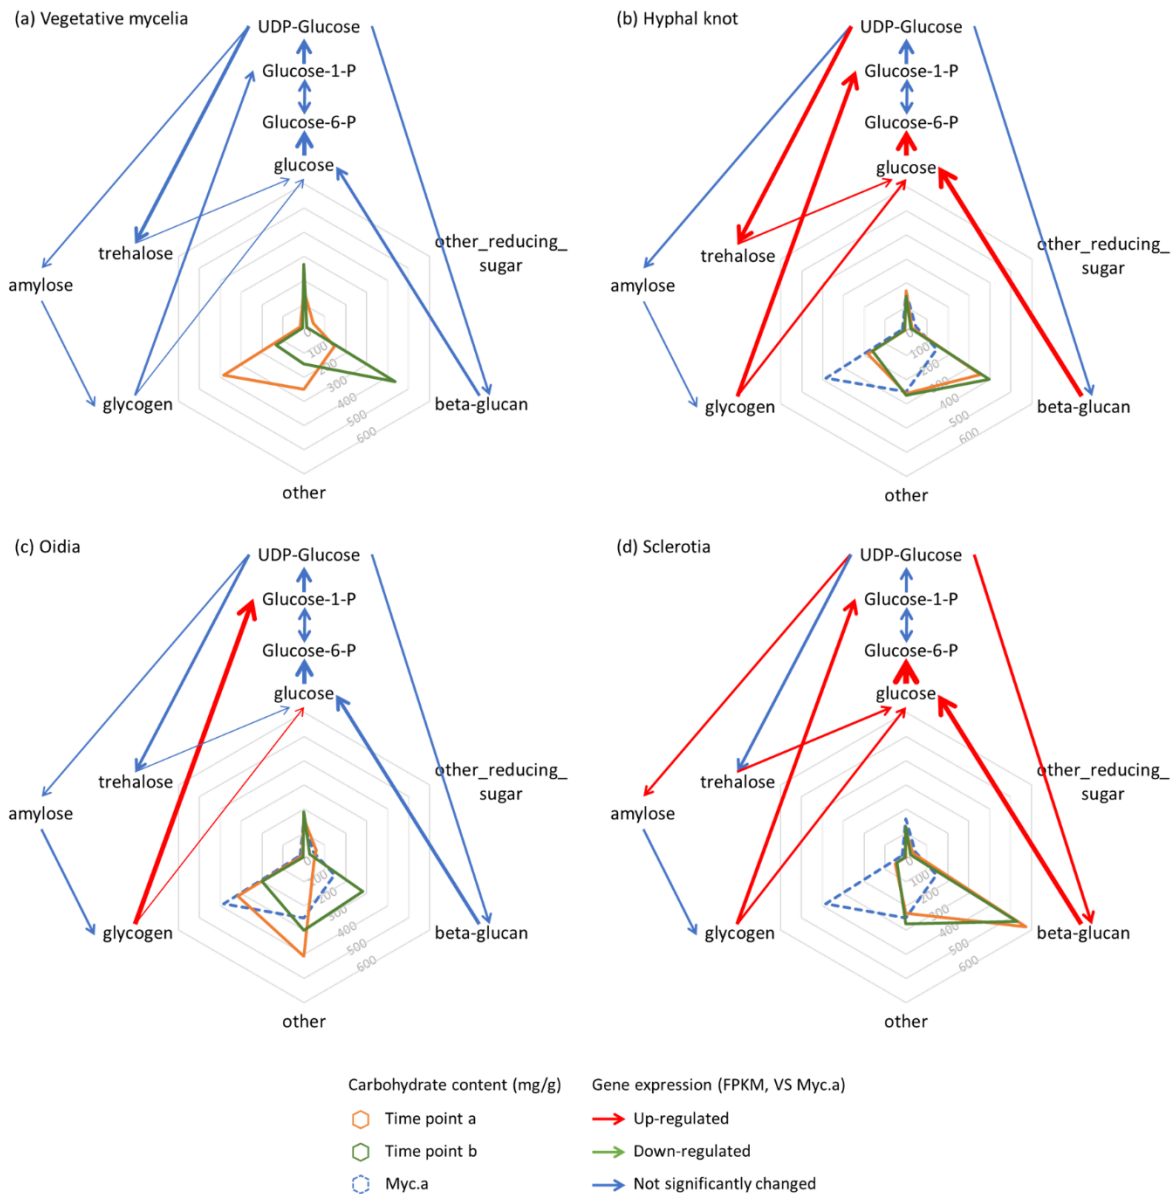 (a) Vegetative mycelia
UDP-Glucose
Glucose-1-P
Glucose-6-P
glucose
trehalose
other_reducing_
sugar
amylose
glycogen
beta-glucan
0
100
200
300
400
500
600
other
(b) Hyphal knot
UDP-Glucose
Glucose-1-P
Glucose-6-P
glucose
trehalose
other_reducing_
sugar
amylose
glycogen
beta-glucan
0
100
200
300
400
500
600
other
(c) Oidia
UDP-Glucose
Glucose-1-P
Glucose-6-P
glucose
trehalose
other_reducing_
sugar
amylose
glycogen
beta-glucan
0
100
200
300
400
500
600
other
(d) Sclerotia
UDP-Glucose
Glucose-1-P
Glucose-6-P
glucose
trehalose
other_reducing_
sugar
amylose
glycogen
beta-glucan
0
100
200
300
400
500
600
other
Carbohydrate content (mg/g)
Time point a
Time point b
Myc.a
Gene expression (FPKM, VS Myc.a)
Up-regulated
Down-regulated
Not significantly changed